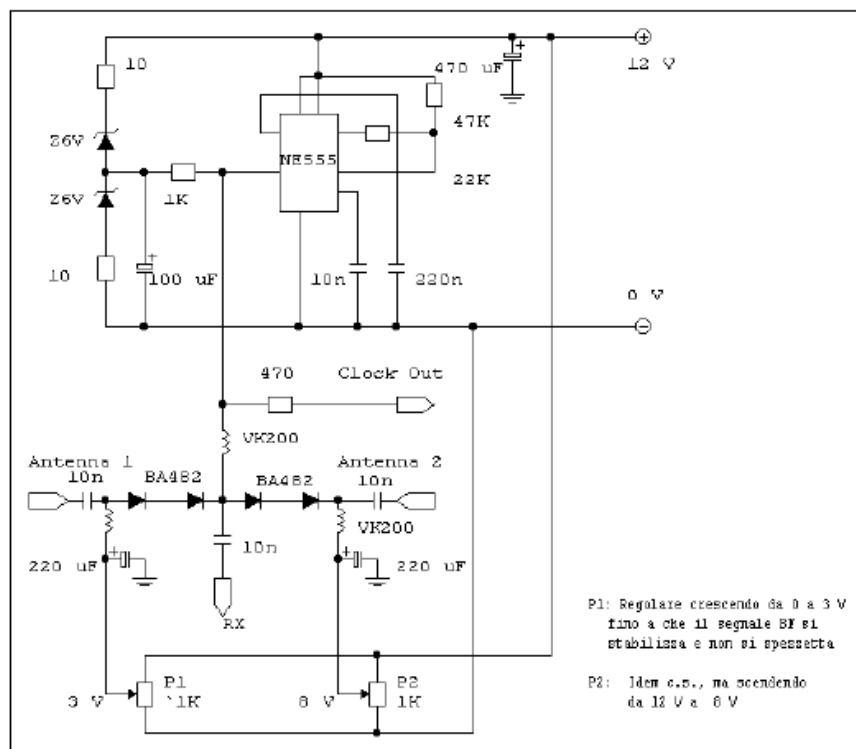 10
470 uF
12 V
47K
Z6V
NE555
22K
1K
Z6V
10
100 uF
10n
220n
0 V
470
Clock Out
VK200
Antenna 1
Antenna 2
10n
BA482
BA482
10n
VK200
10n
220 uF
220 uF
RX
P1: Regolare crescendo da 0 a 3 V
fino a che il segnale BF si
stabilissa e non si spezzetta
P1
P2
3 V
`1K
8 V
1K
P2: Idem c.s., ma scendendo
da 12 V a 8 V